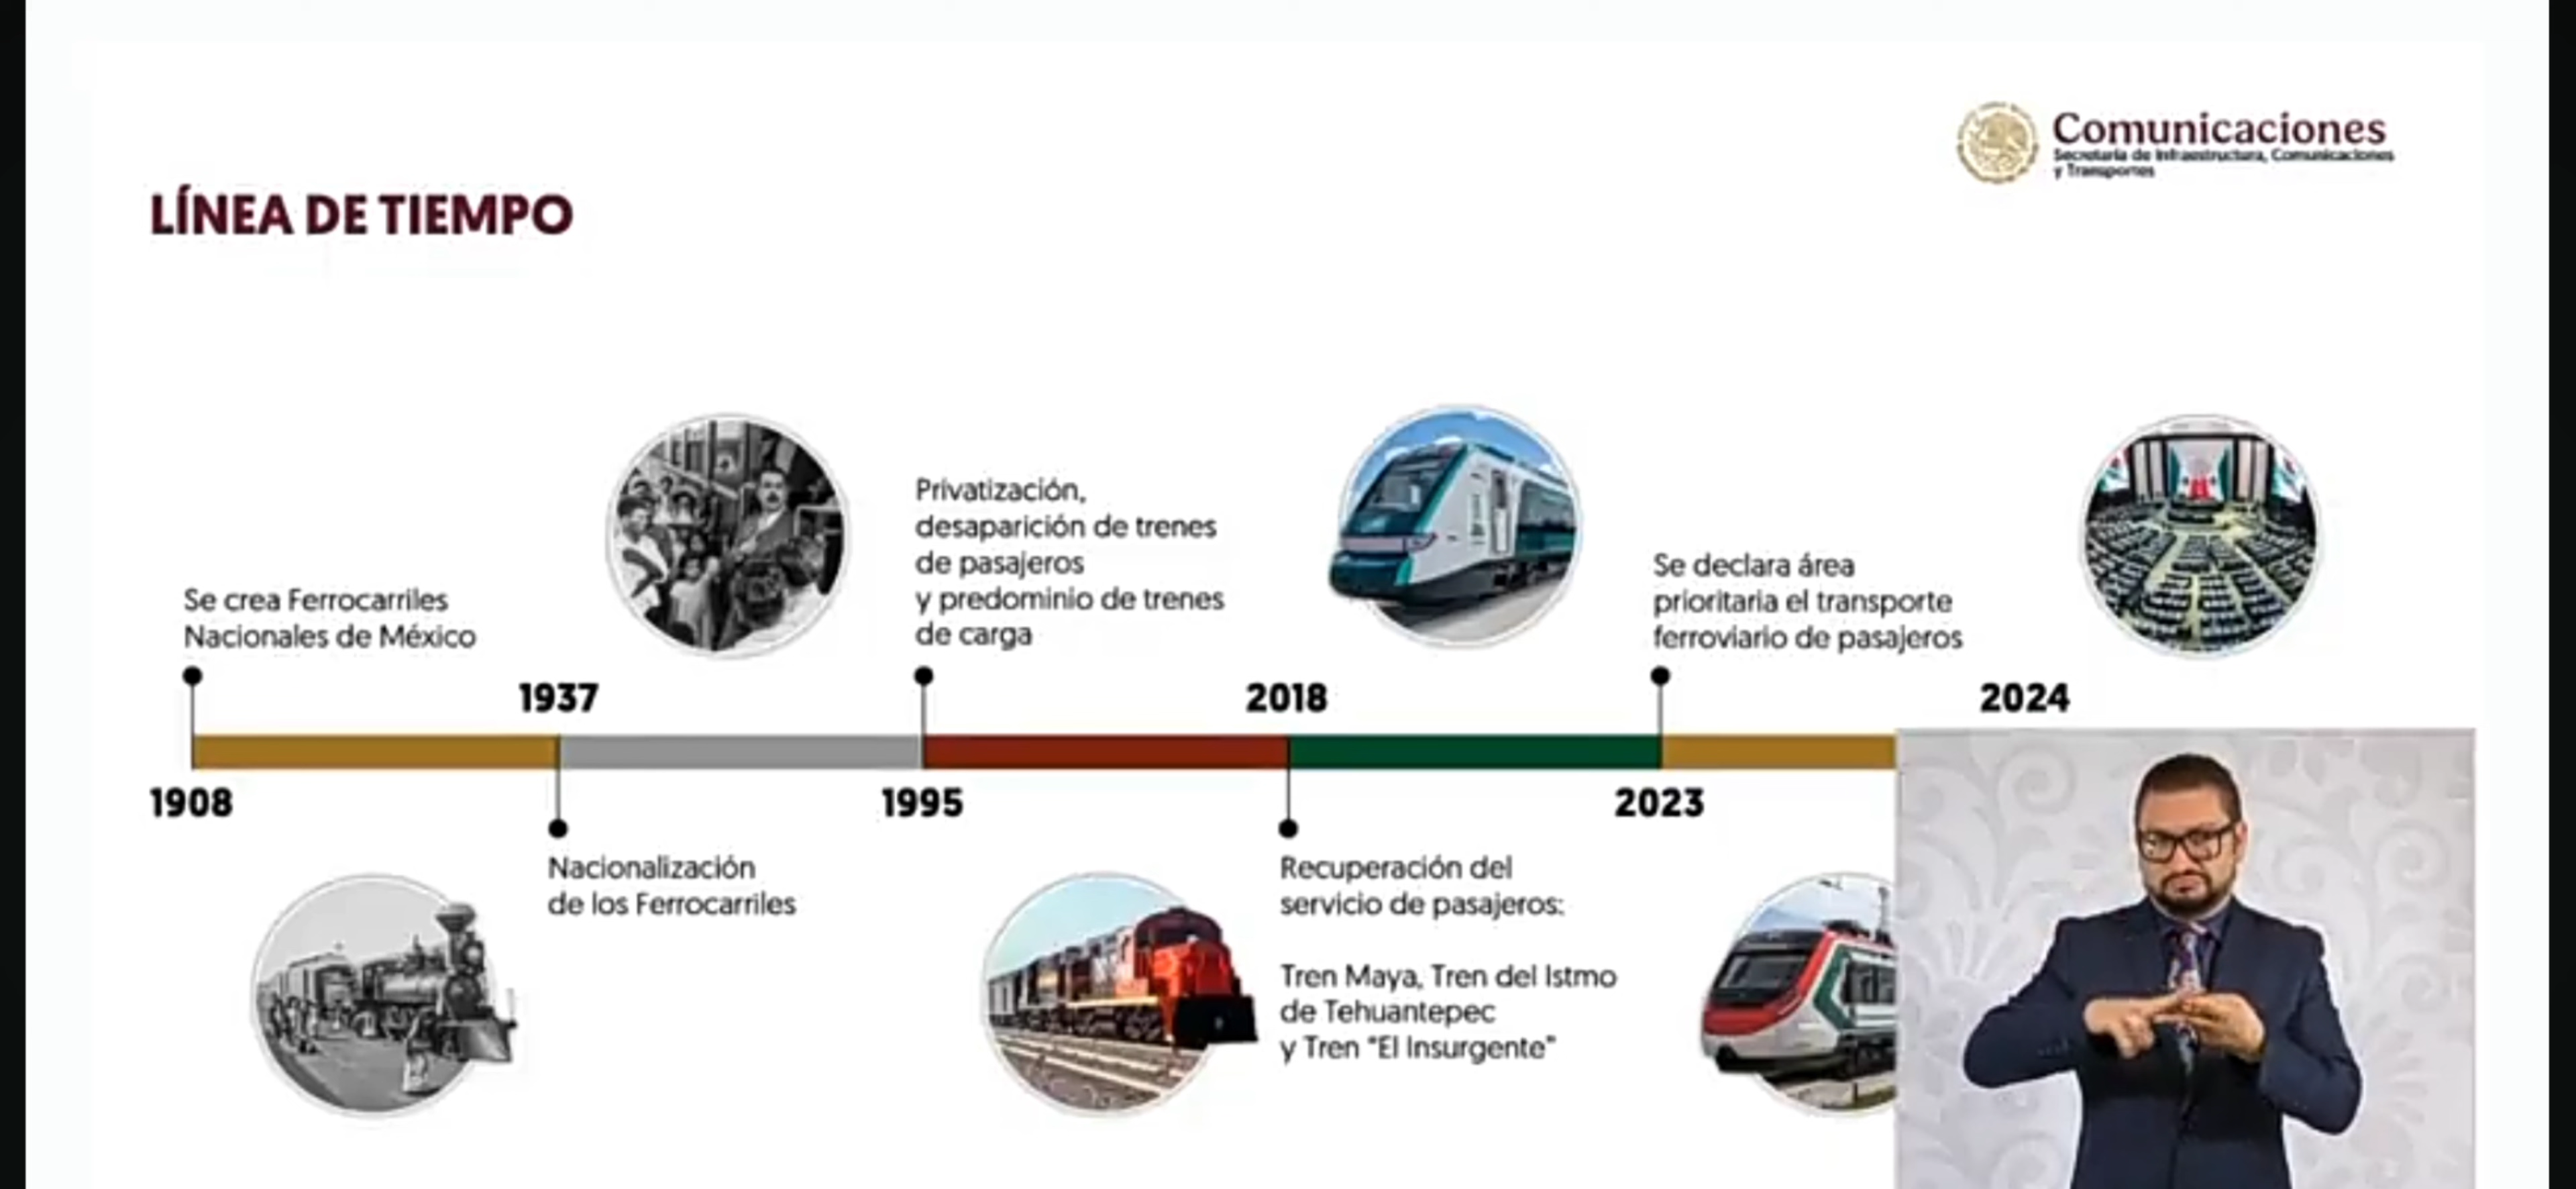 Comunicaciones
Secretaría de Infraestructura, Comunicaciones
y Transportes
LÍNEA DE TIEMPO
Se crea Ferrocarriles
Nacionales de México
1908
1937
Nacionalización
de los Ferrocarriles
Privatización,
desaparición de trenes
de pasajeros
y predominio de trenes
de carga
1995
2018
Recuperación del
servicio de pasajeros:
Tren Maya, Tren del Istmo
de Tehuantepec
y Tren "El Insurgente"
Se declara área
prioritaria el transporte
ferroviario de pasajeros
2023
2024